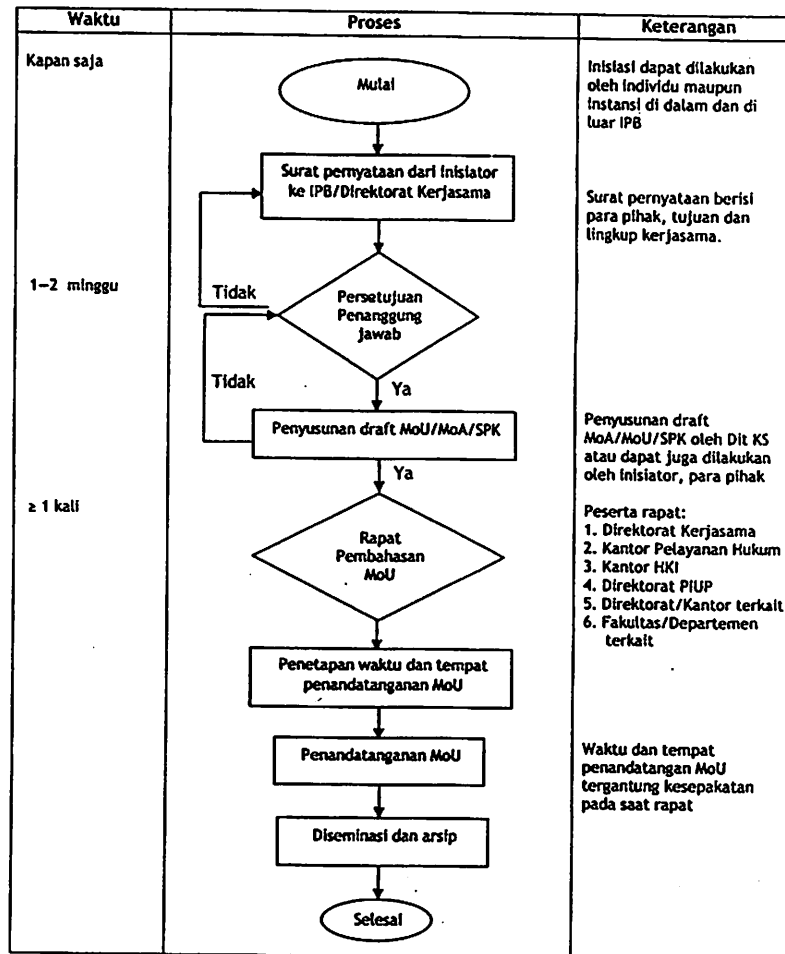 Waktu
Proses
Keterangan
Kapan saja
Mulai
Inisiasi dapat dilakukan
oleh individu maupun
instansi di dalam dan di
luar IPB
Surat pernyataan dari inisiator
ke IPB/Direktorat Kerjasama
Surat pernyataan berisi
para pihak, tujuan dan
lingkup kerjasama.
1–2 minggu
Tidak
Persetujuan
Penanggung
jawab
Tidak
Ya
Penyusunan draft MoU/MoA/SPK
Penyusunan draft
MoA/MoU/SPK oleh Dit KS
atau dapat juga dilakukan
oleh inisiator, para pihak
Ya
≥ 1 kali
Rapat
Pembahasan
MoU
Peserta rapat:
1. Direktorat Kerjasama
2. Kantor Pelayanan Hukum
3. Kantor HKI
4. Direktorat PIUP
5. Direktorat/Kantor terkait
6. Fakultas/Departemen
terkait
Penetapan waktu dan tempat
penandatanganan MoU
Penandatanganan MoU
Waktu dan tempat
penandatangan MoU
tergantung kesepakatan
pada saat rapat
Diseminasi dan arsip
Selesai